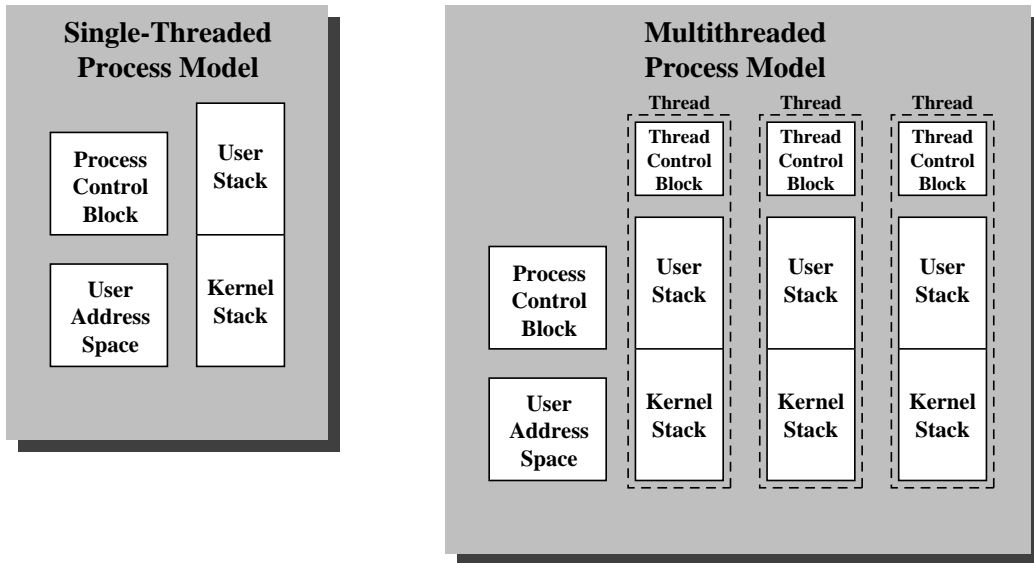 Single-Threaded
Process Model
Process
Control
Block
User
Stack
User
Address
Space
Kernel
Stack
Multithreaded
Process Model
Thread
Thread
Thread
Thread
Control
Block
Thread
Control
Block
Thread
Control
Block
Process
Control
Block
User
Stack
User
Stack
User
Stack
User
Address
Space
Kernel
Stack
Kernel
Stack
Kernel
Stack